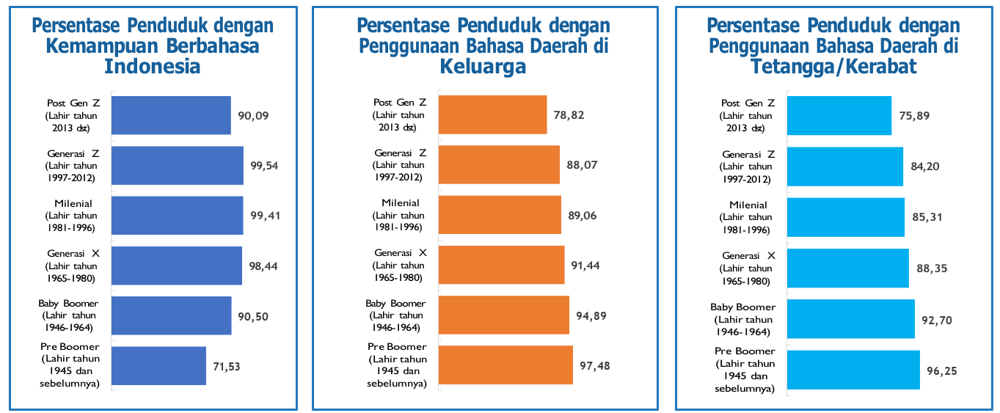 Persentase Penduduk dengan
Kemampuan Berbahasa
Indonesia
Post Gen Z
(Lahir tahun
2013 dst)
90,09
Generasi Z
(Lahir tahun
1997-2012)
99,54
Milenial
(Lahir tahun
1981-1996)
99,41
Generasi X
(Lahir tahun
1965-1980)
98,44
Baby Boomer
(Lahir tahun
1946-1964)
90,50
Pre Boomer
(Lahir tahun
1945 dan
sebelumnya)
71,53
Persentase Penduduk dengan
Penggunaan Bahasa Daerah di
Keluarga
Post Gen Z
(Lahir tahun
2013 dst)
78,82
Generasi Z
(Lahir tahun
1997-2012)
88,07
Milenial
(Lahir tahun
1981-1996)
89,06
Generasi X
(Lahir tahun
1965-1980)
91,44
Baby Boomer
(Lahir tahun
1946-1964)
94,89
Pre Boomer
(Lahir tahun
1945 dan
sebelumnya)
97,48
Persentase Penduduk dengan
Penggunaan Bahasa Daerah di
Tetangga/Kerabat
Post Gen Z
(Lahir tahun
2013 dst)
75,89
Generasi Z
(Lahir tahun
1997-2012)
84,20
Milenial
(Lahir tahun
1981-1996)
85,31
Generasi X
(Lahir tahun
1965-1980)
88,35
Baby Boomer
(Lahir tahun
1946-1964)
92,70
Pre Boomer
(Lahir tahun
1945 dan
sebelumnya)
96,25